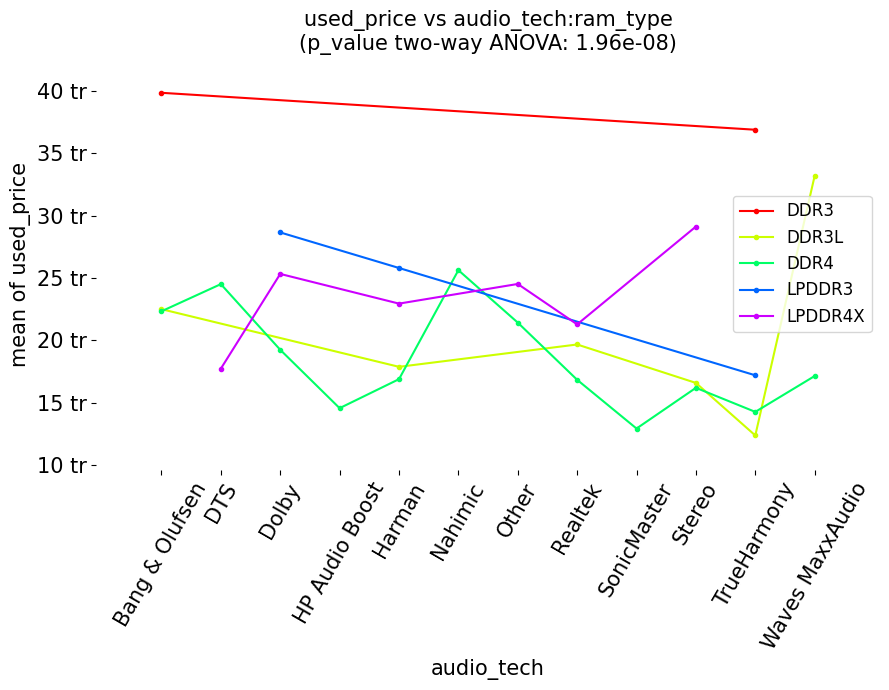 used_price vs audio_tech:ram_type
(p_value two-way ANOVA: 1.96e-08)
mean of used_price
40 tr
35 tr
30 tr
25 tr
20 tr
15 tr
10 tr
DDR3
DDR3L
DDR4
LPDDR3
LPDDR4X
Bang & Olufsen
DTS
Dolby
HP Audio Boost
Harman
Nahimic
Other
Realtek
SonicMaster
Stereo
TrueHarmony
Waves MaxxAudio
audio_tech